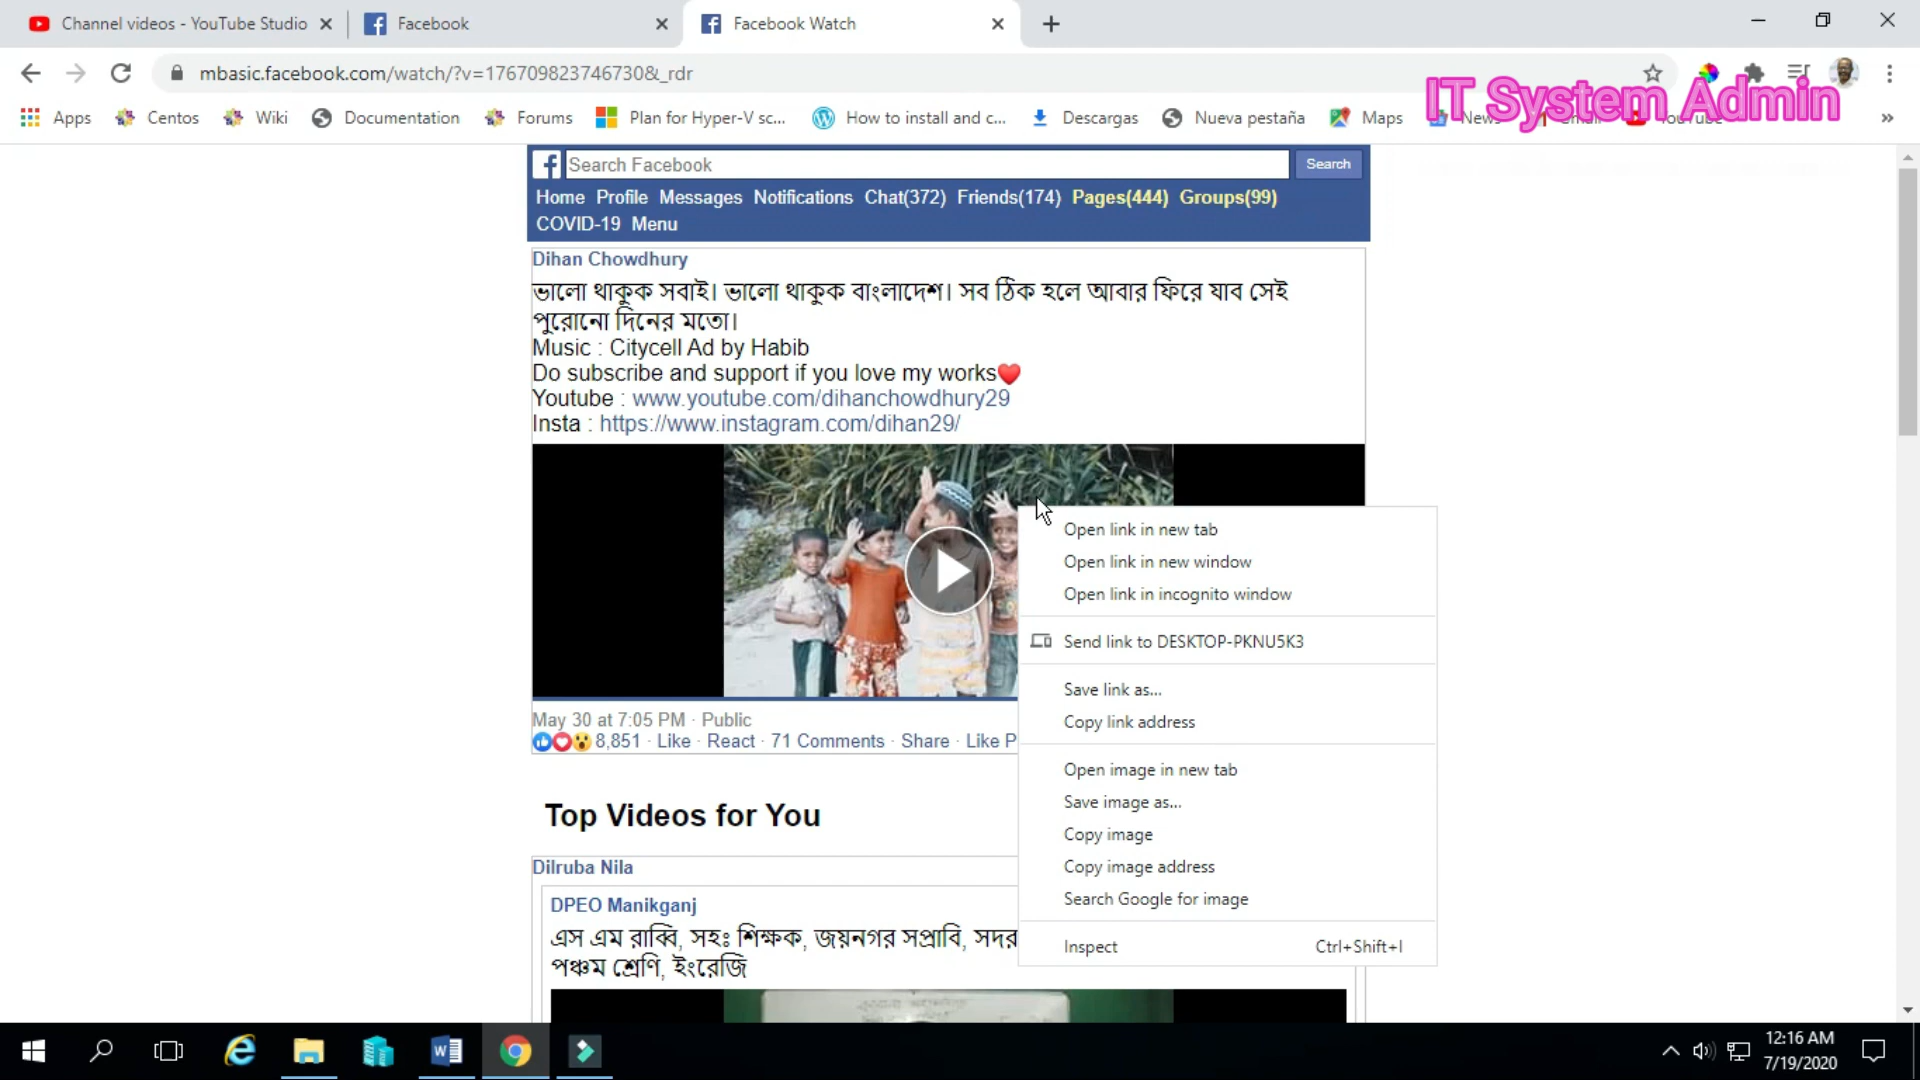 Channel videos - YouTube Studio
Facebook
Facebook Watch
mbasic.facebook.com/watch/?v=176709823746730&_rdr
IT System Admin
Apps
Centos
Wiki
Documentation
Forums
Plan for Hyper-V sc...
How to install and c...
Descargas
Nueva pestaña
Maps
News
Search Facebook
Search
Home Profile Messages Notifications Chat(372) Friends(174) Pages(444) Groups(99)
COVID-19 Menu
Dihan Chowdhury
ভালো থাকুক সবাই। ভালো থাকুক বাংলাদেশ। সব ঠিক হলে আবার ফিরে যাব সেই
পুরোনো দিনের মতো।
Music : Citycell Ad by Habib
Do subscribe and support if you love my works❤
Youtube : www.youtube.com/dihanchowdhury29
Insta : https://www.instagram.com/dihan29/
Open link in new tab
Open link in new window
Open link in incognito window
Send link to DESKTOP-PKNU5K3
Save link as...
Copy link address
Open image in new tab
Save image as...
Copy image
Copy image address
Search Google for image
Inspect Ctrl+Shift+I
May 30 at 7:05 PM · Public
8,851 · Like · React · 71 Comments · Share · Like P
Top Videos for You
Dilruba Nila
DPEO Manikganj
এস এম রাব্বি, সহঃ শিক্ষক, জয়নগর সপ্রাবি, সদর
পঞ্চম শ্রেণি, ইংরেজি
12:16 AM
7/19/2020